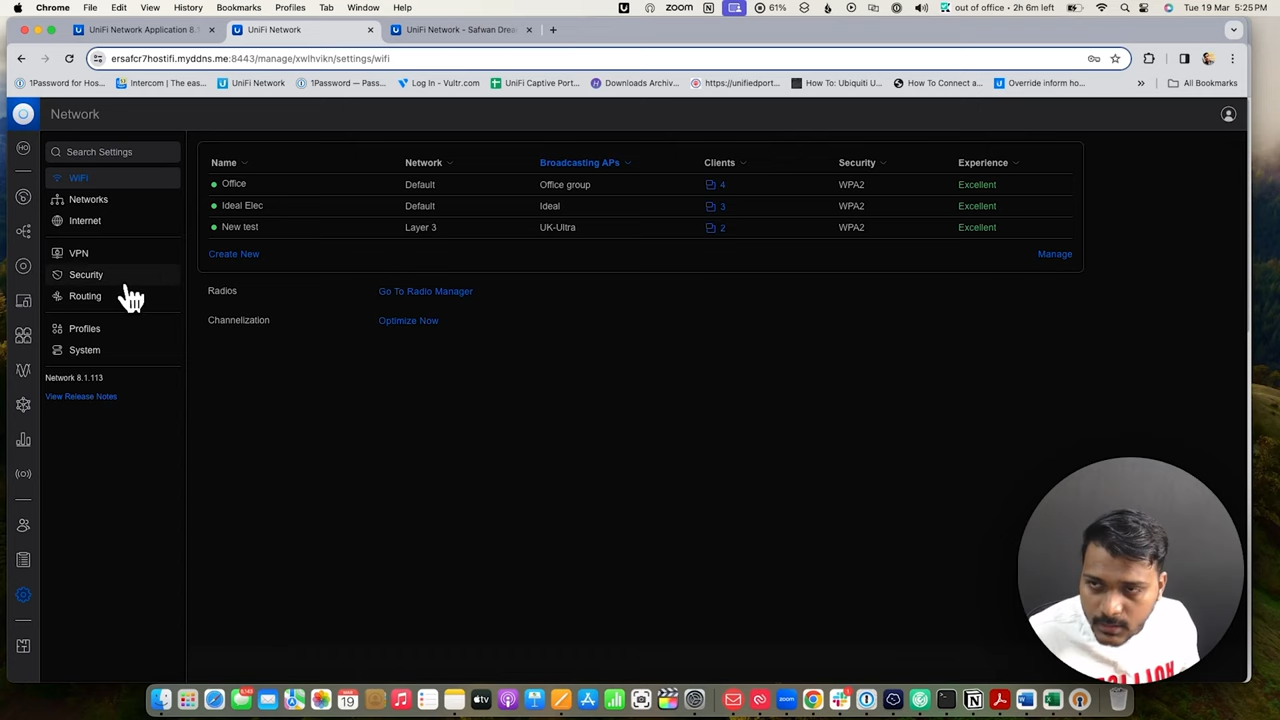 Chrome File Edit View History Bookmarks Profiles Tab Window Help zoom 61% out of office • 2h 6m left Tue 19 Mar 5:25 PM
UniFi Network Application 8.1 × UniFi Network × UniFi Network - Safwan Drea × +
ersafcr7hostifi.myddns.me:8443/manage/xwlhvikn/settings/wifi
1Password for Hos... Intercom | The eas... UniFi Network 1Password — Pass... Log In - Vultr.com UniFi Captive Port... Downloads Archiv... https://unifiedport... How To: Ubiquiti U... How To Connect a... Override inform ho... » All Bookmarks
Network
Search Settings
WiFi
Networks
Internet
VPN
Security
Routing
Profiles
System
Network 8.1.113
View Release Notes
Name Network Broadcasting APs Clients Security Experience
Office Default Office group 4 WPA2 Excellent
Ideal Elec Default Ideal 3 WPA2 Excellent
New test Layer 3 UK-Ultra 2 WPA2 Excellent
Create New Manage
Radios Go To Radio Manager
Channelization Optimize Now